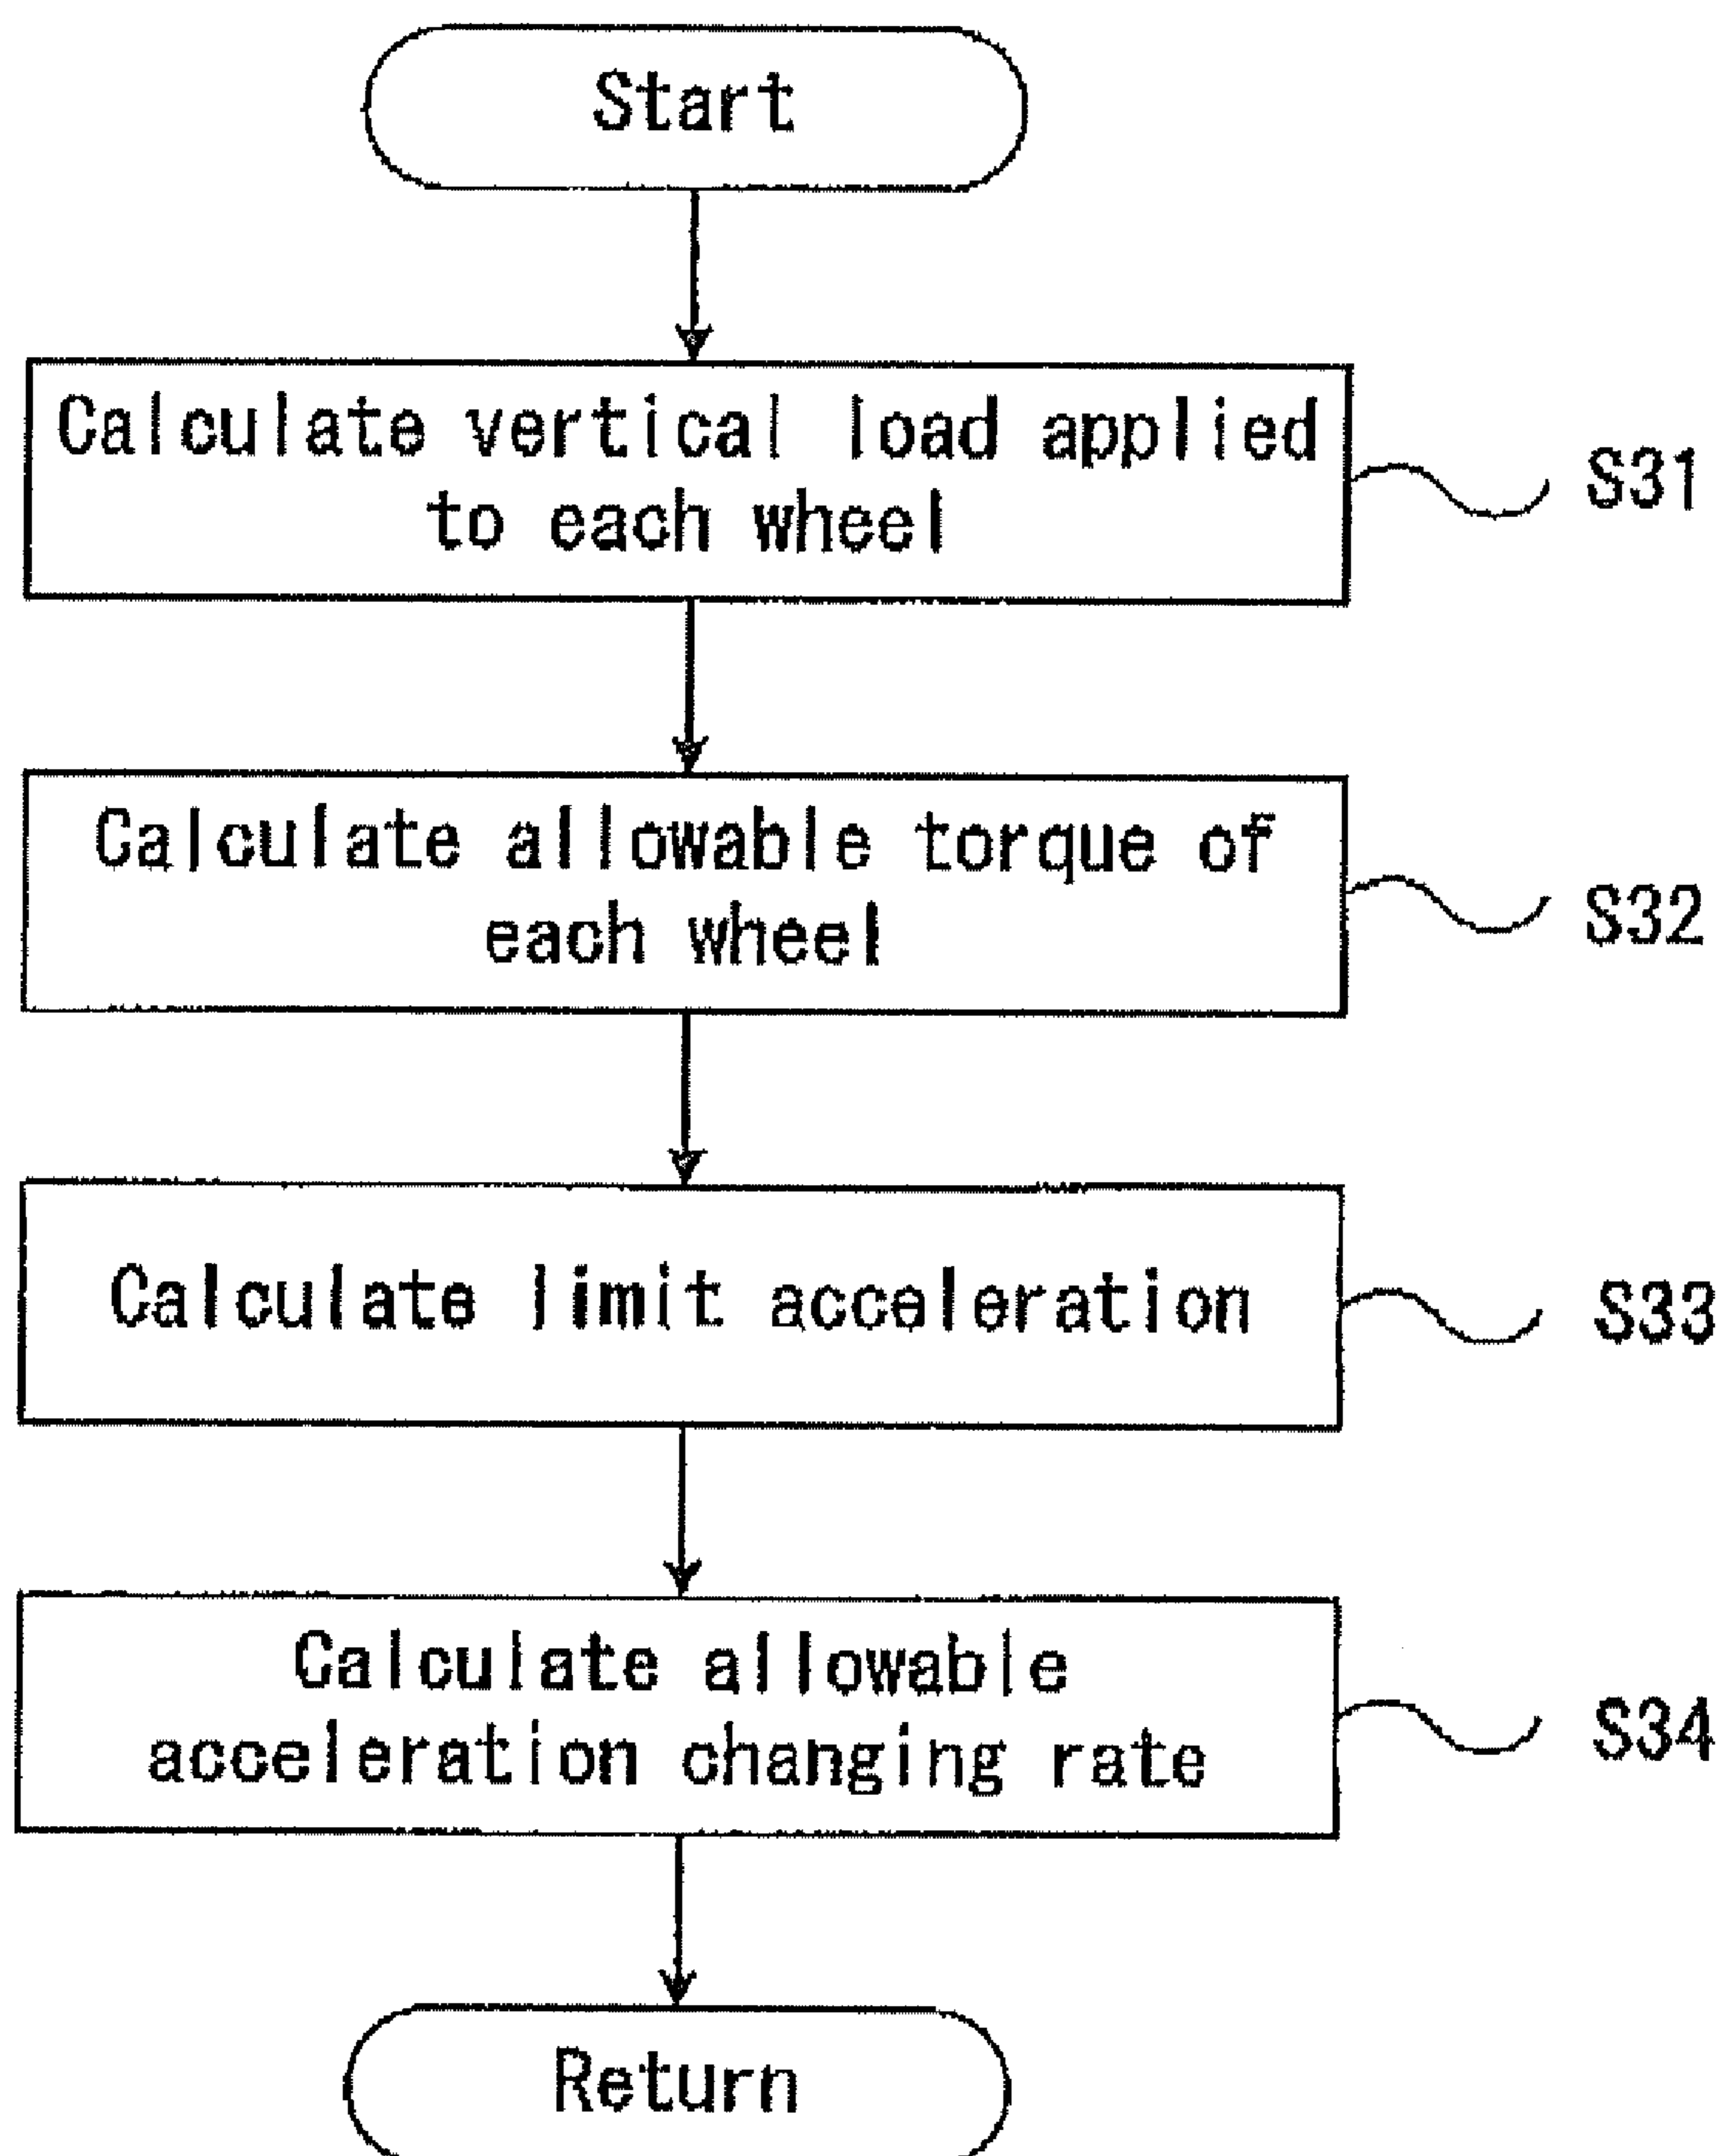 Start
Calculate vertical load applied
to each wheel
S31
Calculate allowable torque of
each wheel
S32
Calculate limit acceleration
S33
Calculate allowable
acceleration changing rate
S34
Return